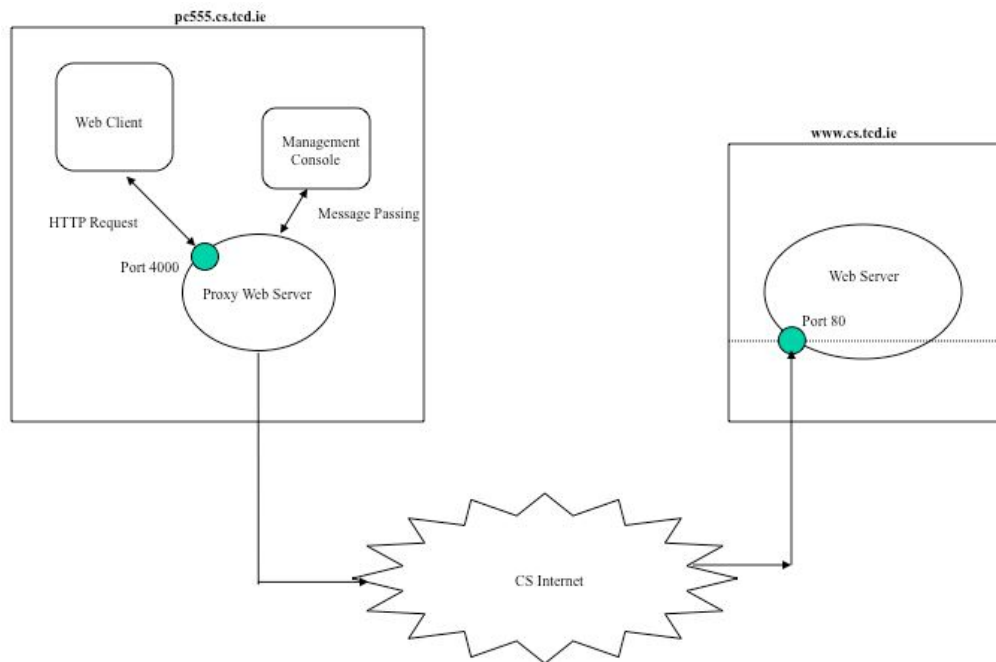 pc555.cs.tcd.ie
Web Client
Management
Console
www.cs.tcd.ie
HTTP Request
Message Passing
Port 4000
Proxy Web Server
Web Server
Port 80
CS Internet